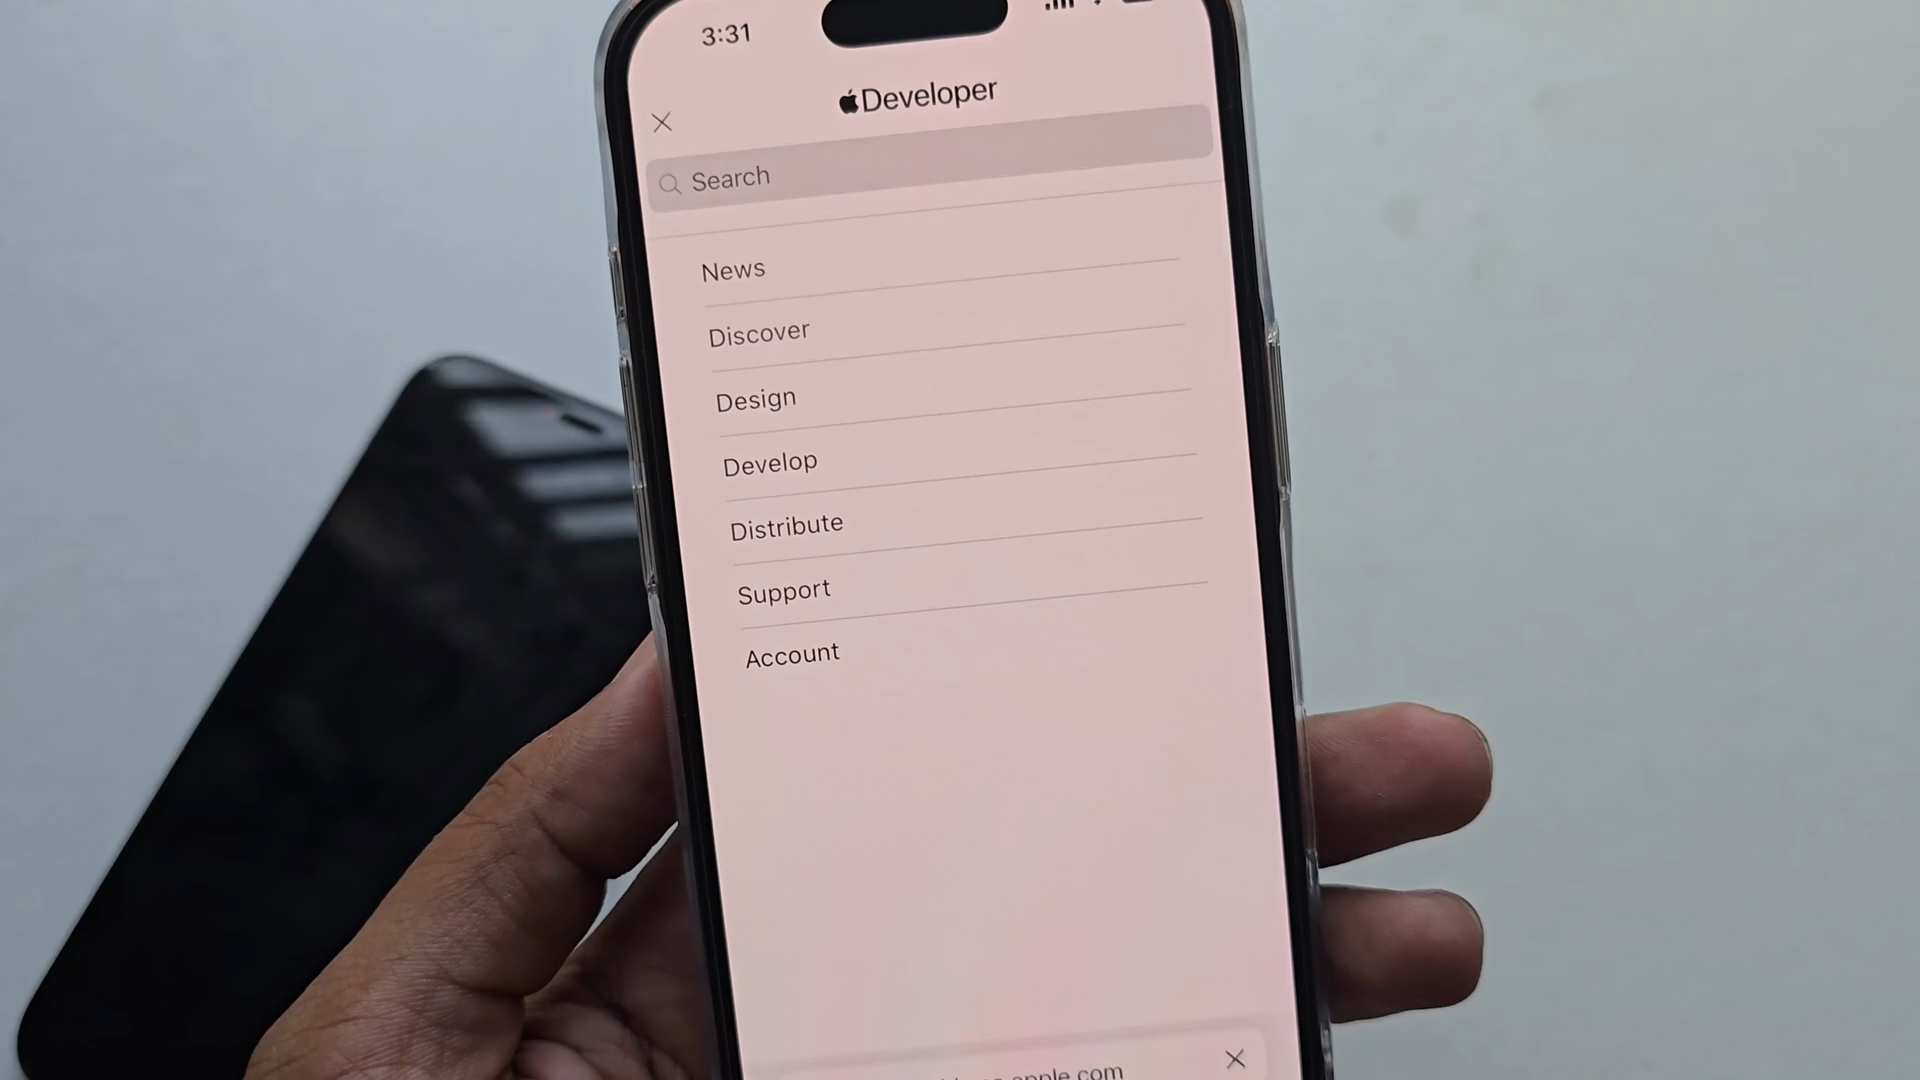 3:31
Developer
Search
News
Discover
Design
Develop
Distribute
Support
Account
apple.com